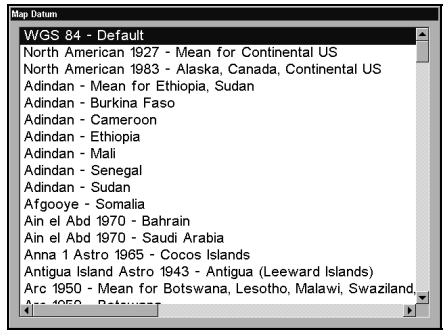 Map Datum
WGS 84 - Default
North American 1927 - Mean for Continental US
North American 1983 - Alaska, Canada, Continental US
Adindan - Mean for Ethiopia, Sudan
Adindan - Burkina Faso
Adindan - Cameroon
Adindan - Ethiopia
Adindan - Mali
Adindan - Senegal
Adindan - Sudan
Afgooye - Somalia
Ain el Abd 1970 - Bahrain
Ain el Abd 1970 - Saudi Arabia
Anna 1 Astro 1965 - Cocos Islands
Antigua Island Astro 1943 - Antigua (Leeward Islands)
Arc 1950 - Mean for Botswana, Lesotho, Malawi, Swaziland,
Arc 1950 - Botswana